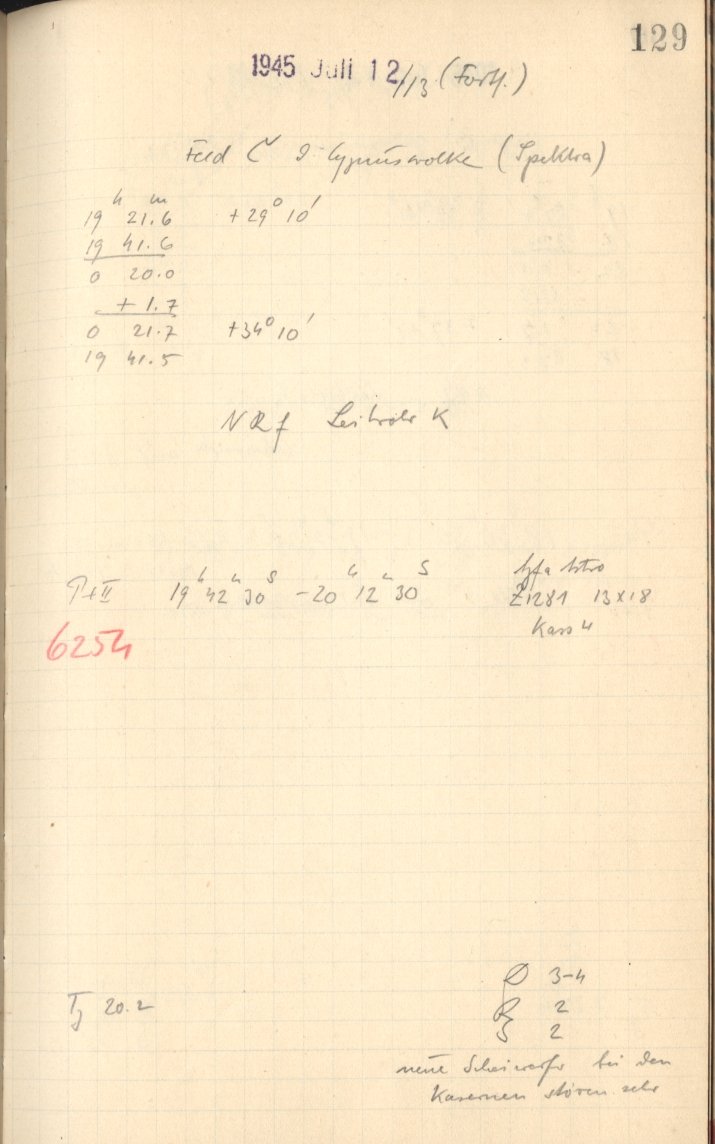 129
1945 Juli 12/13 (Forts.)
Feld C 9 Cygnuswolke (Spektra)
19 h 21.6 m +29° 10'
19 41.6
0 20.0
+ 1.7
0 21.7 +34° 10'
19 41.5
NRf Leitrohr K
P+II 19 h 42 m 30 s - 20 h 12 m 30 s
Agfa Astro
Z1281 13x18
Kass 4
6254
T 20.2
3-4
R 2
S 2
neue Scheinwerfer bei den
Kasernen stören sehr